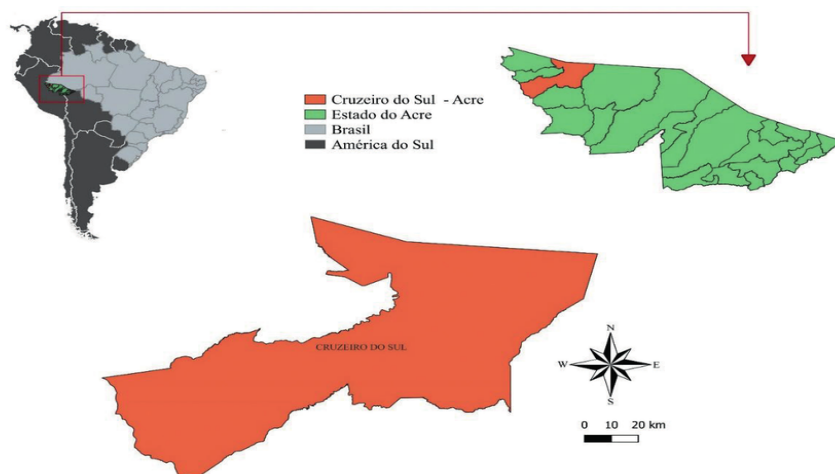 Cruzeiro do Sul - Acre
Estado do Acre
Brasil
América do Sul
CRUZEIRO DO SUL
N
W E
S
0 10 20 km